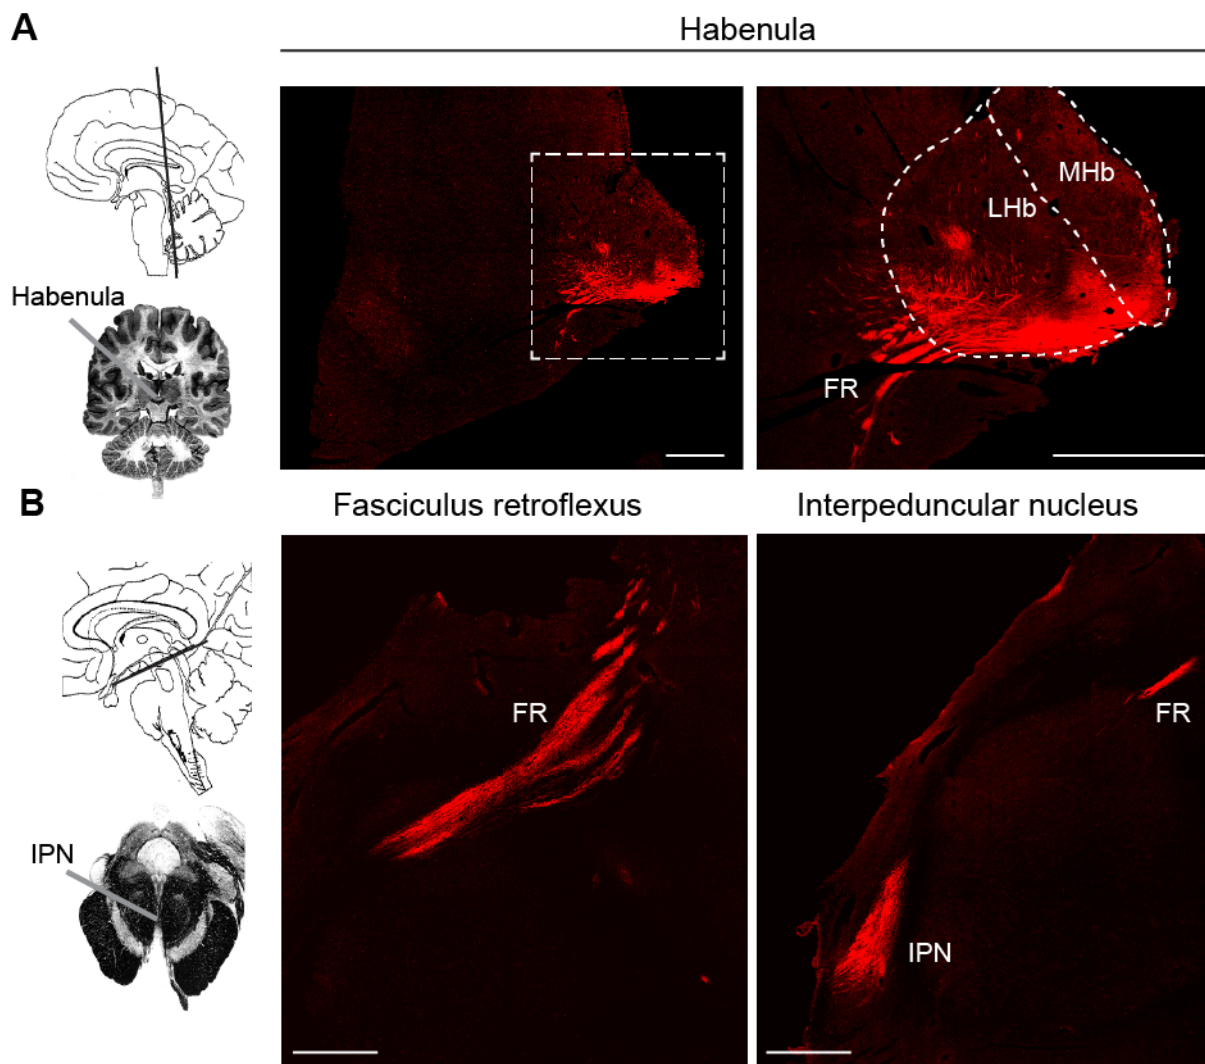 A
Habenula
Habenula
MHb
LHb
FR
B
Fasciculus retroflexus
Interpeduncular nucleus
FR
FR
IPN
IPN